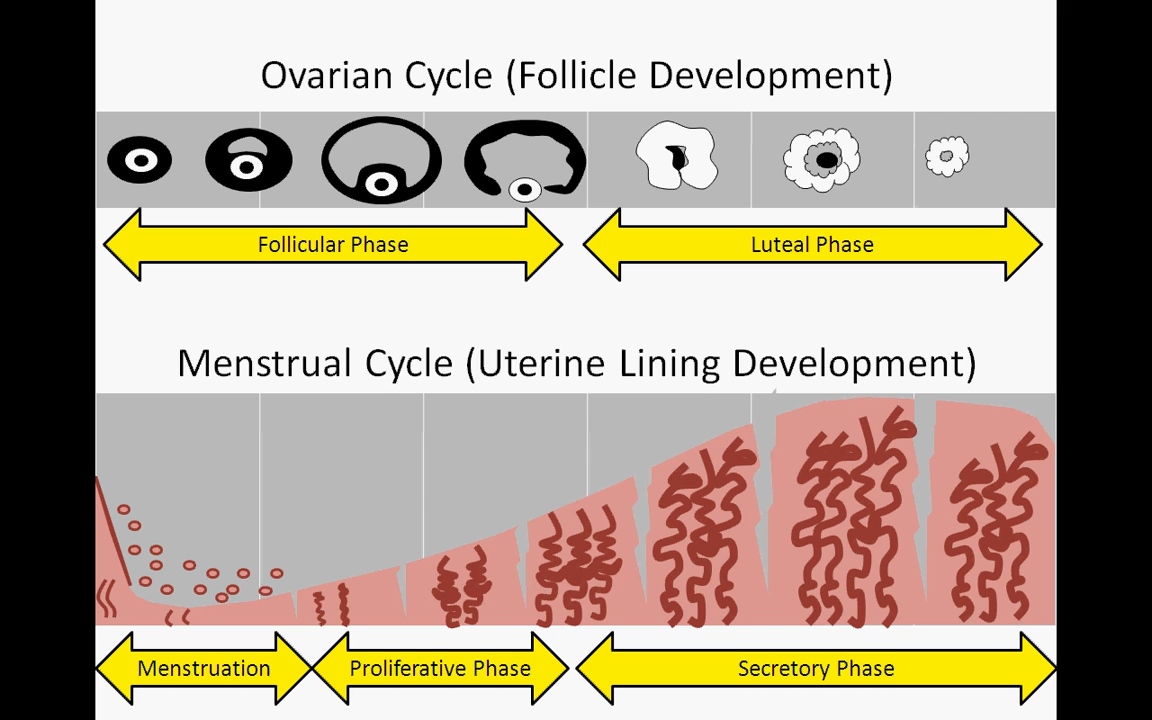 Ovarian Cycle (Follicle Development)
Follicular Phase
Luteal Phase
Menstrual Cycle (Uterine Lining Development)
Menstruation
Proliferative Phase
Secretory Phase